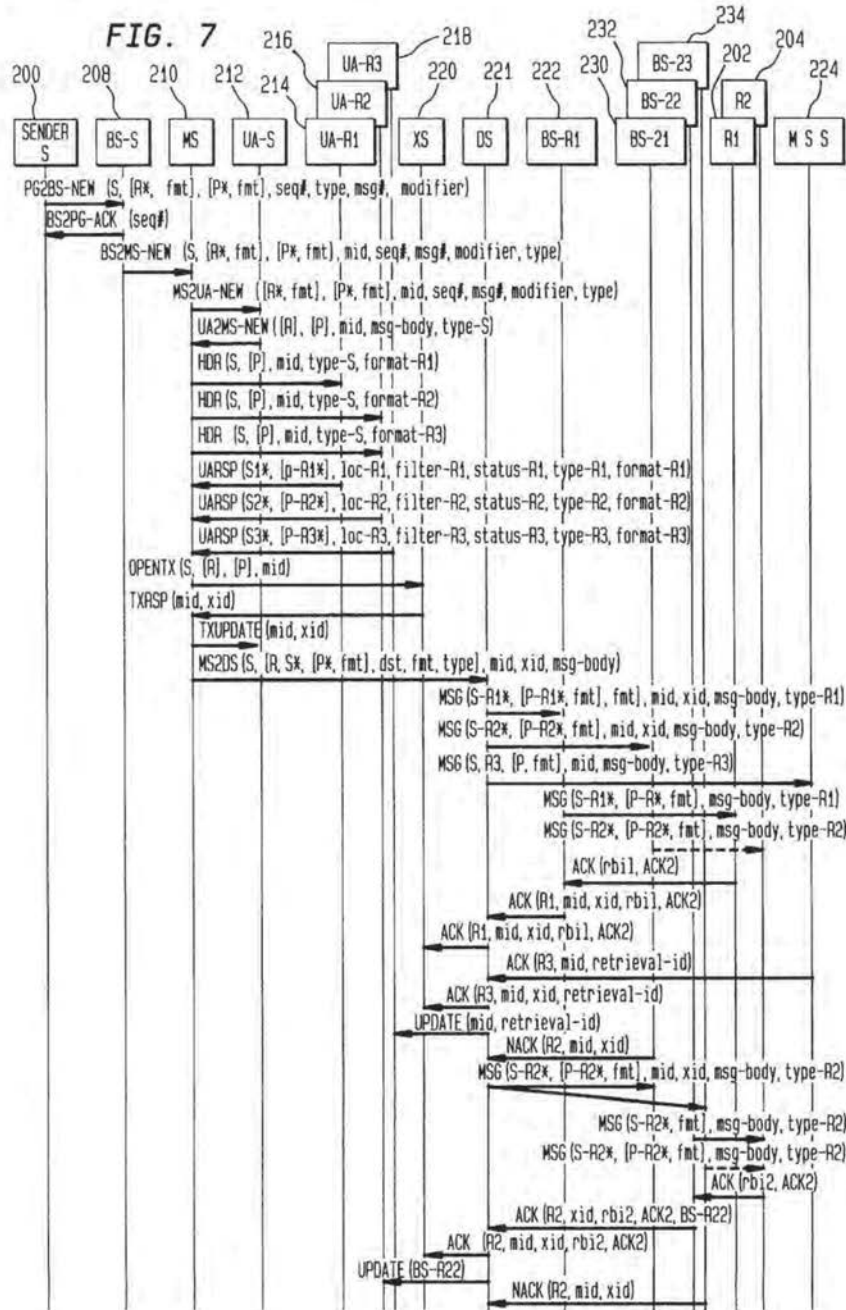 FIG. 7
234
216
218
232
204
200
208
210
212
214
UA-R3
220
221
222
230
BS-23
202
224
UA-R2
BS-22
R2
SENDER
S
BS-S
MS
UA-S
UA-R1
XS
DS
BS-R1
BS-21
R1
M S S
PG2BS-NEW (S, [R*, fmt], [P*, fmt], seq#, type, msg#, modifier)
BS2PG-ACK (seq#)
BS2MS-NEW (S, [R*, fmt], [P*, fmt], mid, seq#, msg#, modifier, type)
MS2UA-NEW ([R*, fmt], [P*, fmt], mid, seq#, msg#, modifier, type)
UA2MS-NEW ([R], [P], mid, msg-body, type-S)
HDR (S, [P], mid, type-S, format-R1)
HDR (S, [P], mid, type-S, format-R2)
HDR (S, [P], mid, type-S, format-R3)
UARSP (S1*, [p-R1*], loc-R1, filter-R1, status-R1, type-R1, format-R1)
UARSP (S2*, [P-R2*], loc-R2, filter-R2, status-R2, type-R2, format-R2)
UARSP (S3*, [P-R3*], loc-R3, filter-R3, status-R3, type-R3, format-R3)
OPENTX (S, [R], [P], mid)
TXRSP (mid, xid)
TXUPDATE (mid, xid)
MS2DS (S, [R, S*, [P*, fmt], dst, fmt, type], mid, xid, msg-body)
MSG (S-R1*, [P-R1*, fmt], fmt], mid, xid, msg-body, type-R1)
MSG (S-R2*, [P-R2*, fmt], mid, xid, msg-body, type-R2)
MSG (S, R3, [P, fmt], mid, msg-body, type-R3)
MSG (S-R1*, [P-R*, fmt], msg-body, type-R1)
MSG (S-R2*, [P-R2*, fmt], msg-body, type-R2)
ACK (rbi1, ACK2)
ACK (R1, mid, xid, rbi1, ACK2)
ACK (R1, mid, xid, rbi1, ACK2)
ACK (R3, mid, retrieval-id)
ACK (R3, mid, xid, retrieval-id)
UPDATE (mid, retrieval-id)
NACK (R2, mid, xid)
MSG (S-R2*, [P-R2*, fmt], mid, xid, msg-body, type-R2)
MSG (S-R2*, fmt], msg-body, type-R2)
MSG (S-R2*, [P-R2*, fmt], msg-body, type-R2)
ACK (rbi2, ACK2)
ACK (R2, xid, rbi2, ACK2, BS-R22)
ACK (R2, mid, xid, rbi2, ACK2)
UPDATE (BS-R22)
NACK (R2, mid, xid)